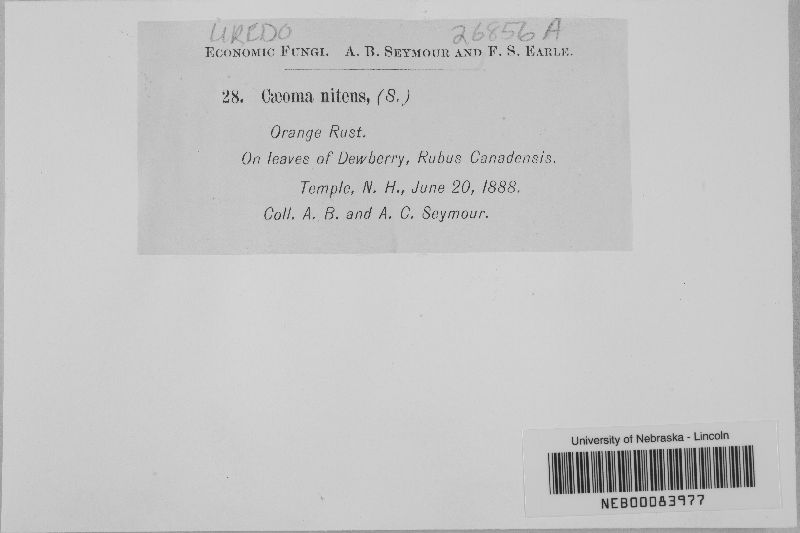 UREDO 26856 A
ECONOMIC FUNGI. A. B. SEYMOUR AND F. S. EARLE.
28. Cæoma nitens, (S.)
Orange Rust.
On leaves of Dewberry, Rubus Canadensis.
Temple, N. H., June 20, 1888.
Coll. A. B. and A. C. Seymour.
University of Nebraska - Lincoln
NEB00083977